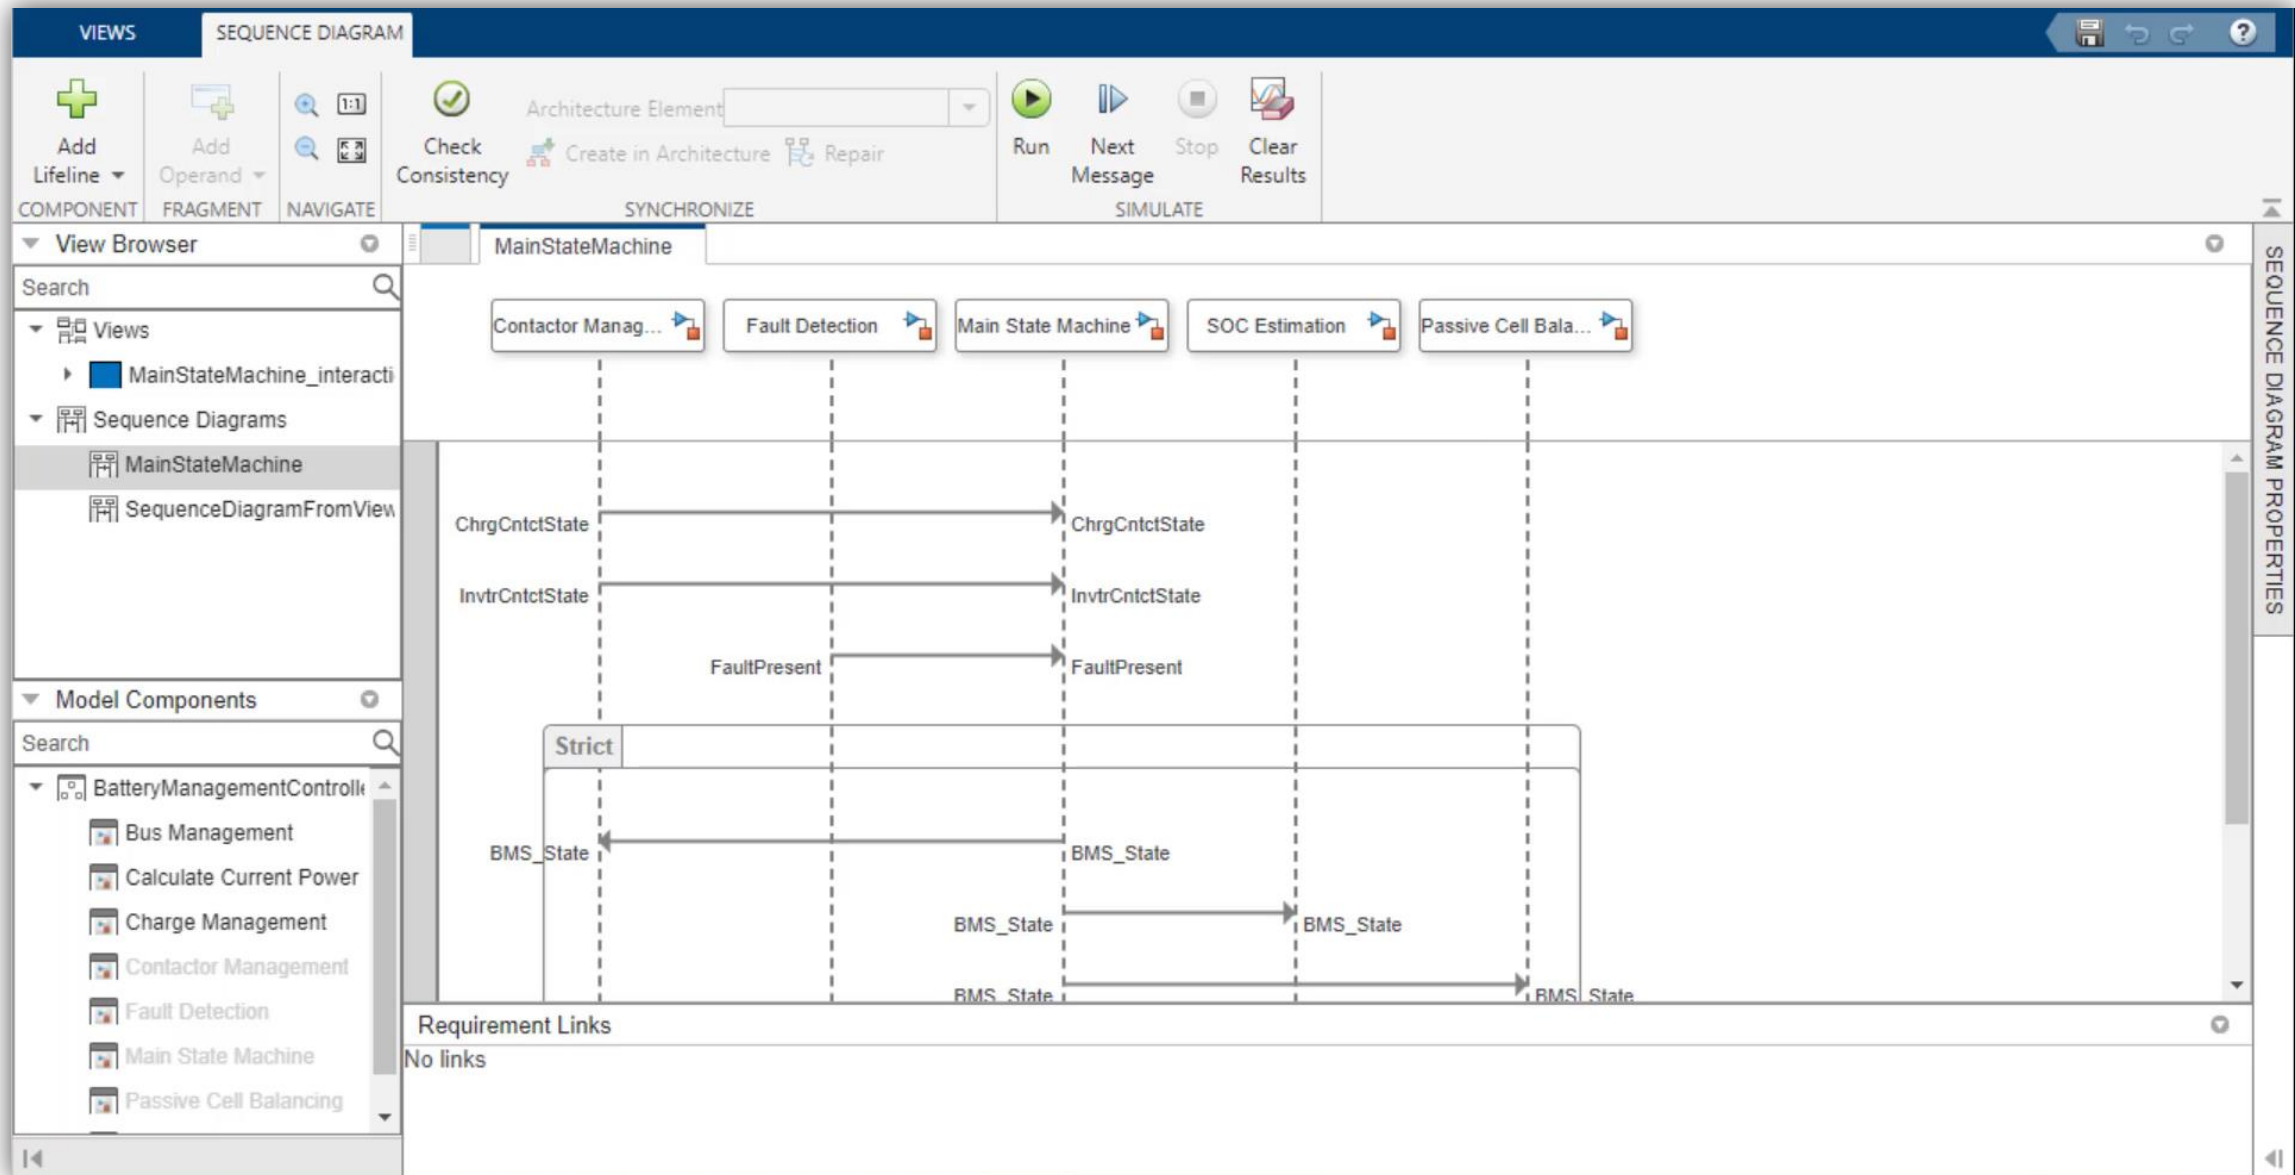 VIEWS
SEQUENCE DIAGRAM
Add
Lifeline
COMPONENT
Add
Operand
FRAGMENT
1:1
NAVIGATE
Check
Consistency
Architecture Element
Create in Architecture Repair
SYNCHRONIZE
Run
Next
Message
Stop
Clear
Results
SIMULATE
?
View Browser
Search
Views
MainStateMachine_interacti
Sequence Diagrams
MainStateMachine
SequenceDiagramFromView
Model Components
Search
BatteryManagementControlle
Bus Management
Calculate Current Power
Charge Management
Contactor Management
Fault Detection
Main State Machine
Passive Cell Balancing
MainStateMachine
Contactor Manag... Fault Detection Main State Machine SOC Estimation Passive Cell Bala...
ChrgCntctState ChrgCntctState
InvtrCntctState InvtrCntctState
FaultPresent FaultPresent
Strict
BMS_State BMS_State
BMS_State BMS_State
BMS_State BMS_State
Requirement Links
No links
SEQUENCE DIAGRAM PROPERTIES